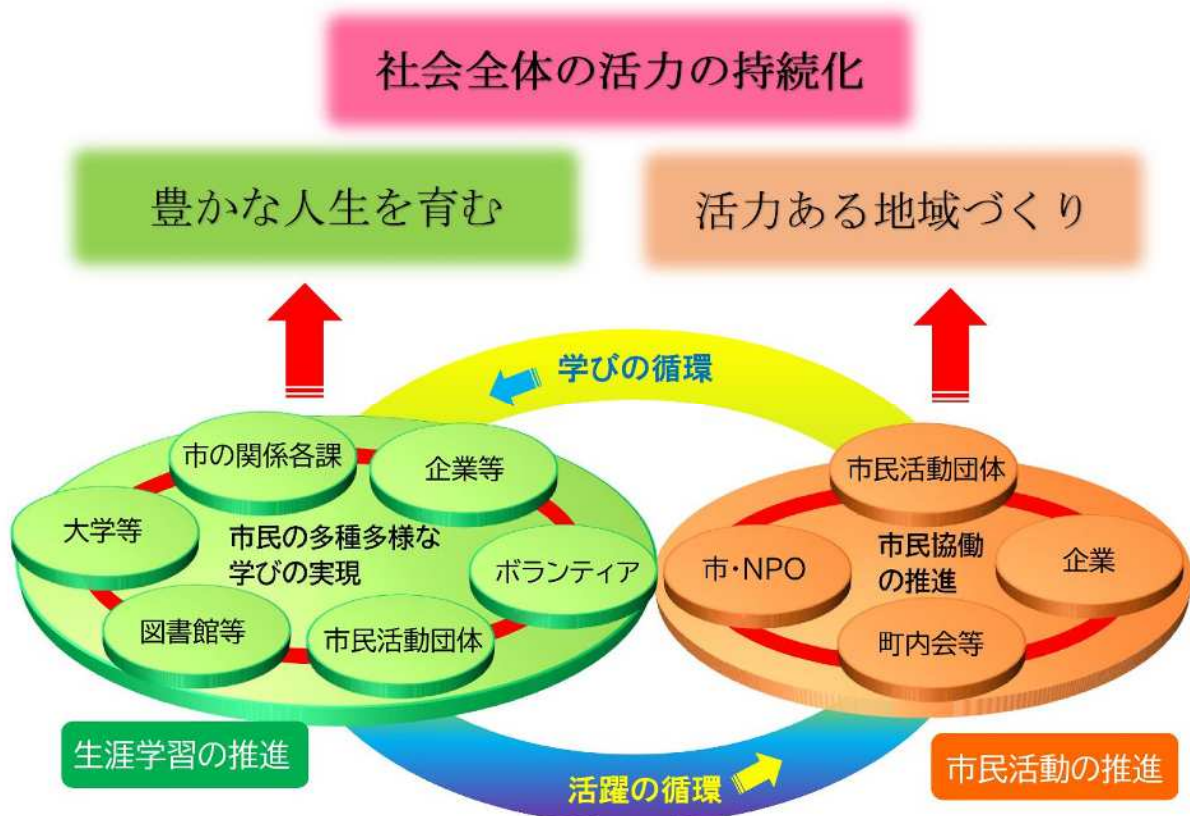 社会全体の活力の持続化
豊かな人生を育む
活力ある地域づくり
学びの循環
市の関係各課
企業等
大学等
市民の多種多様な
学びの実現
ボランティア
図書館等
市民活動団体
市民活動団体
市・NPO
市民協働
の推進
企業
町内会等
生涯学習の推進
活躍の循環
市民活動の推進